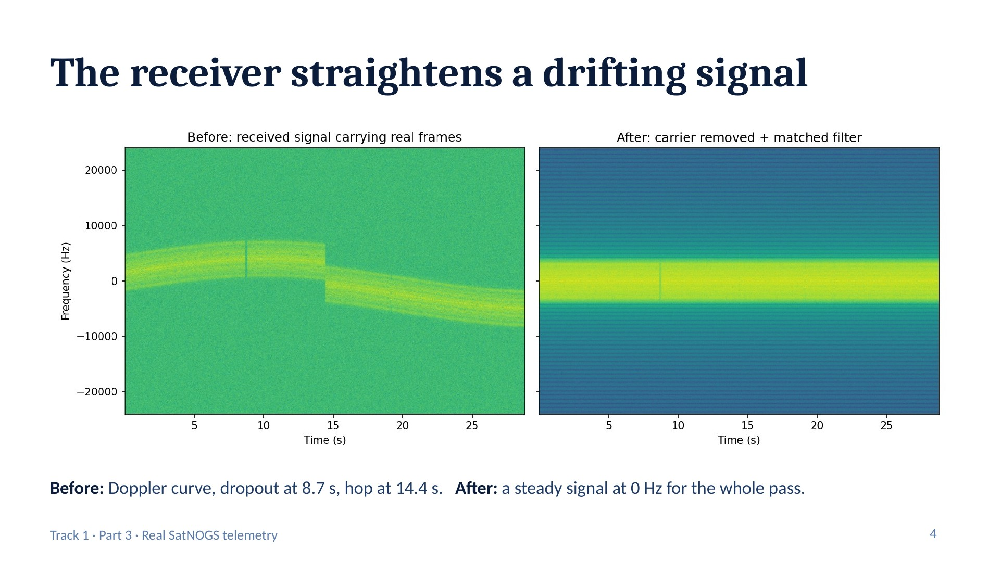 The receiver straightens a drifting signal
Before: received signal carrying real frames
After: carrier removed + matched filter
Frequency (Hz)
20000
10000
0
−10000
−20000
5 10 15 20 25
Time (s)
5 10 15 20 25
Time (s)
Before: Doppler curve, dropout at 8.7 s, hop at 14.4 s. After: a steady signal at 0 Hz for the whole pass.
Track 1 · Part 3 · Real SatNOGS telemetry
4